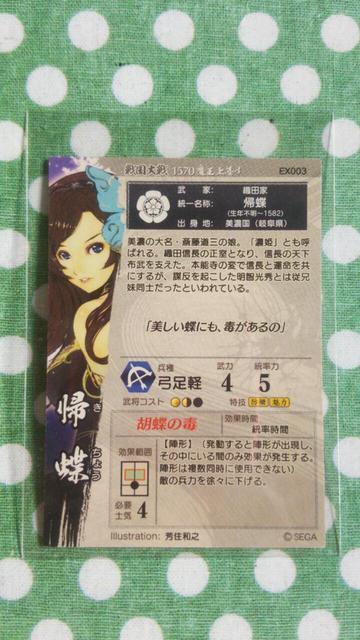 戦国大戦 1570 魔王上洛す
EX003
武家: 織田家
統一名称: 帰蝶
(生年不明～1582)
出身地: 美濃国 (岐阜県)
美濃の大名・斎藤道三の娘。「濃姫」とも呼
ばれる。織田信長の正室となり、信長の天下
布武を支えた。本能寺の変で信長と運命を共
にするが、謀反を起こした明智光秀とは従兄
妹同士だったといわれている。
「美しい蝶にも、毒があるの」
兵種 弓足軽
武力 4
統率力 5
武将コスト
特技 魅力
胡蝶の毒
効果時間
統率時間
効果範囲
【陣形】(発動すると陣形が出現し、
その中にいる間のみ効果が発生する。
陣形は複数同時に使用できない)
敵の兵力を徐々に下げる。
必要士気 4
帰蝶
きちょう
Illustration: 芳住和之
©SEGA